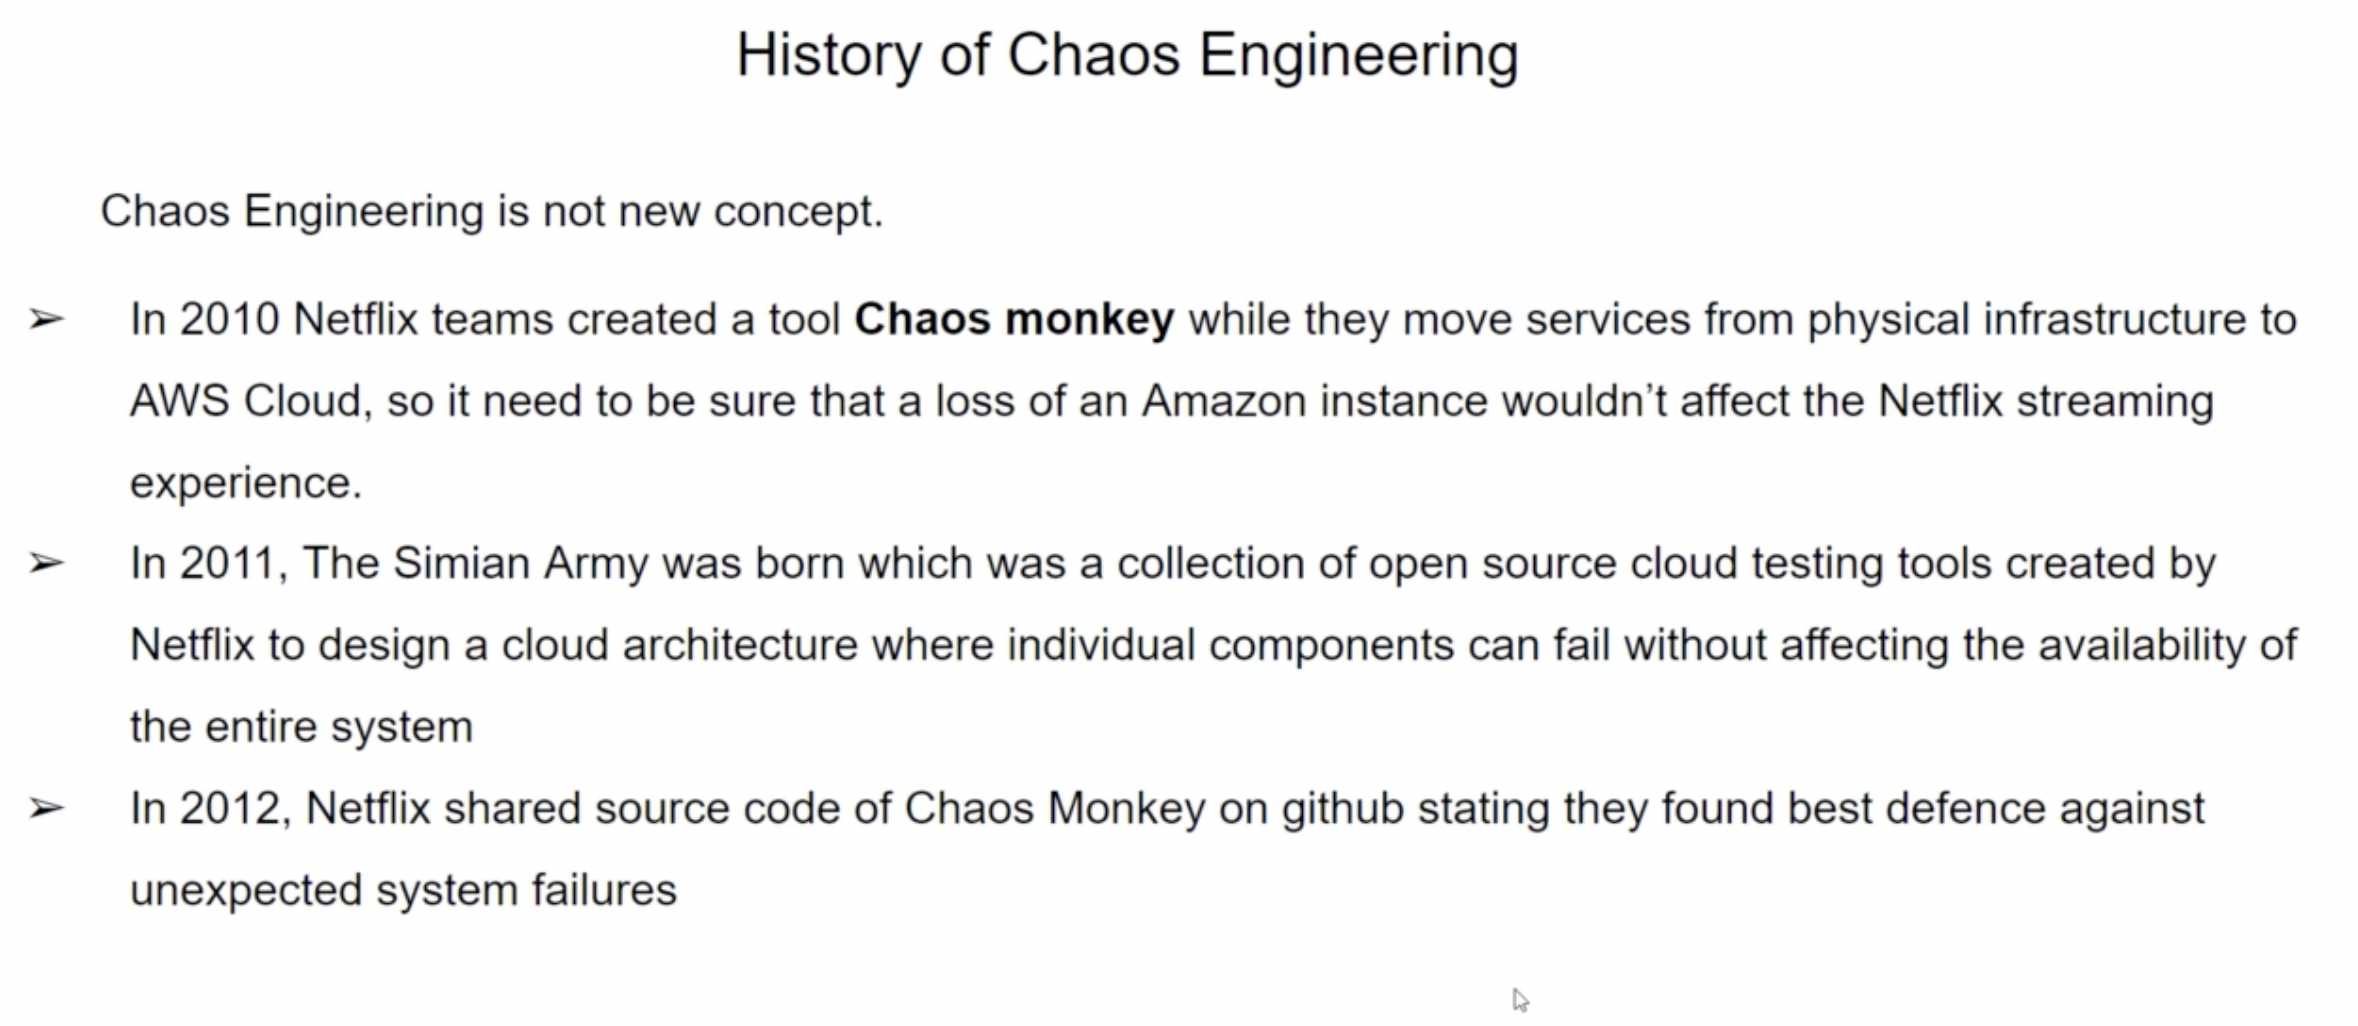 History of Chaos Engineering
Chaos Engineering is not new concept.
➢ In 2010 Netflix teams created a tool Chaos monkey while they move services from physical infrastructure to
AWS Cloud, so it need to be sure that a loss of an Amazon instance wouldn’t affect the Netflix streaming
experience.
➢ In 2011, The Simian Army was born which was a collection of open source cloud testing tools created by
Netflix to design a cloud architecture where individual components can fail without affecting the availability of
the entire system
➢ In 2012, Netflix shared source code of Chaos Monkey on github stating they found best defence against
unexpected system failures